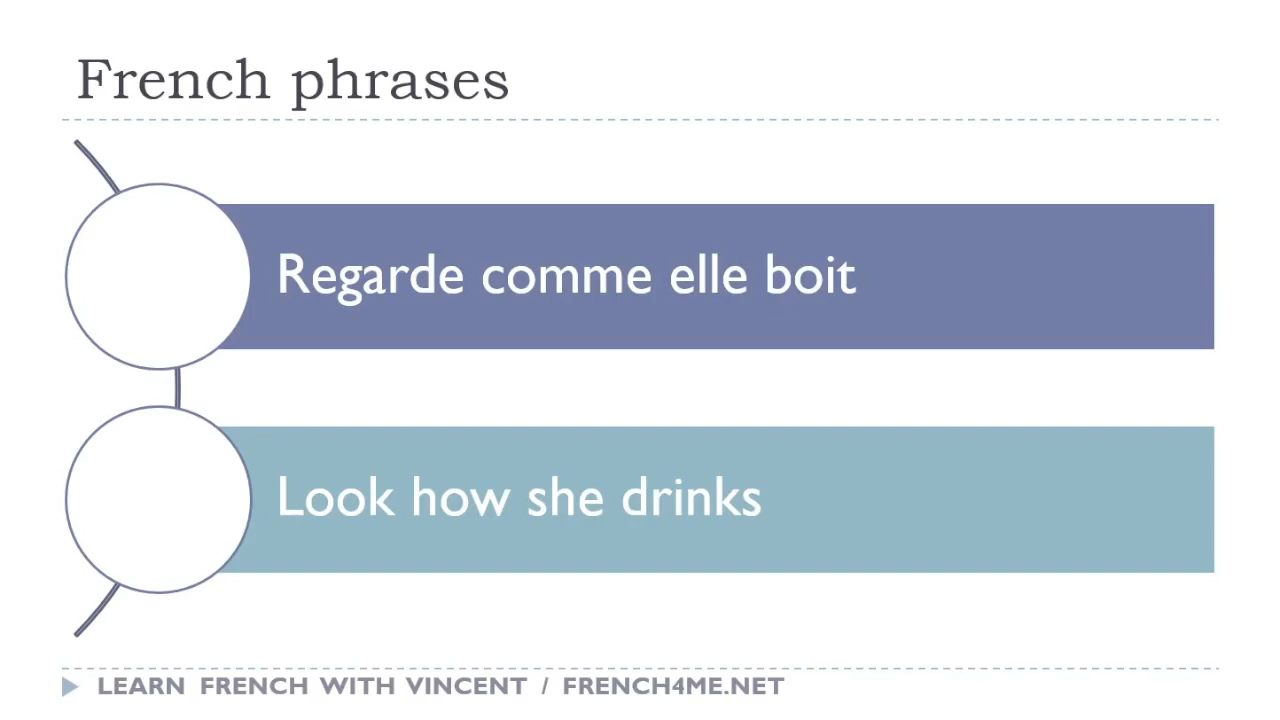 French phrases
Regarde comme elle boit
Look how she drinks
LEARN FRENCH WITH VINCENT / FRENCH4ME.NET